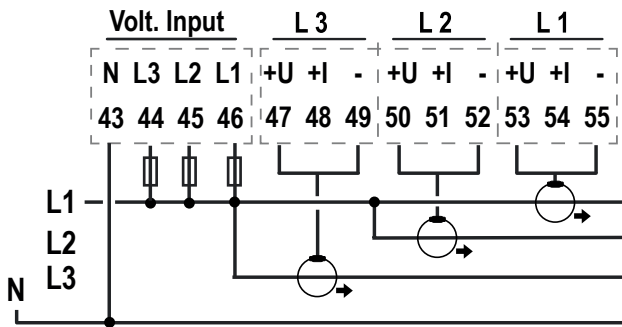 Volt. Input L 3 L 2 L 1
N L3 L2 L1 +U +I - +U +I - +U +I -
43 44 45 46 47 48 49 50 51 52 53 54 55
L1
L2
L3
N